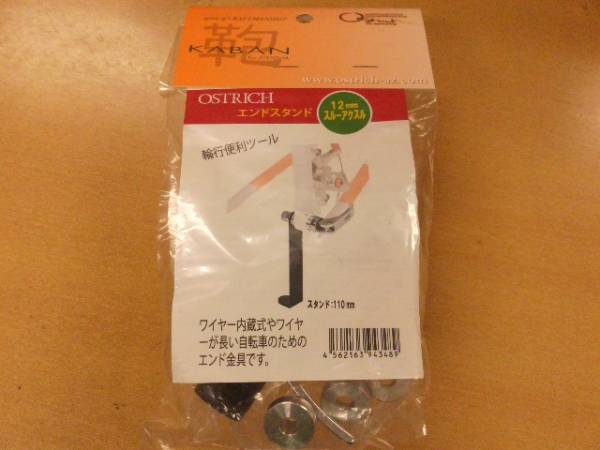 鞄
KABAN
www.ostrich-az.com
OSTRICH
エンドスタンド
12mm
スルーアクスル
輪行便利ツール
スタンド:110mm
ワイヤー内蔵式やワイヤ
ーが長い自転車のための
エンド金具です。
4 562163 943489